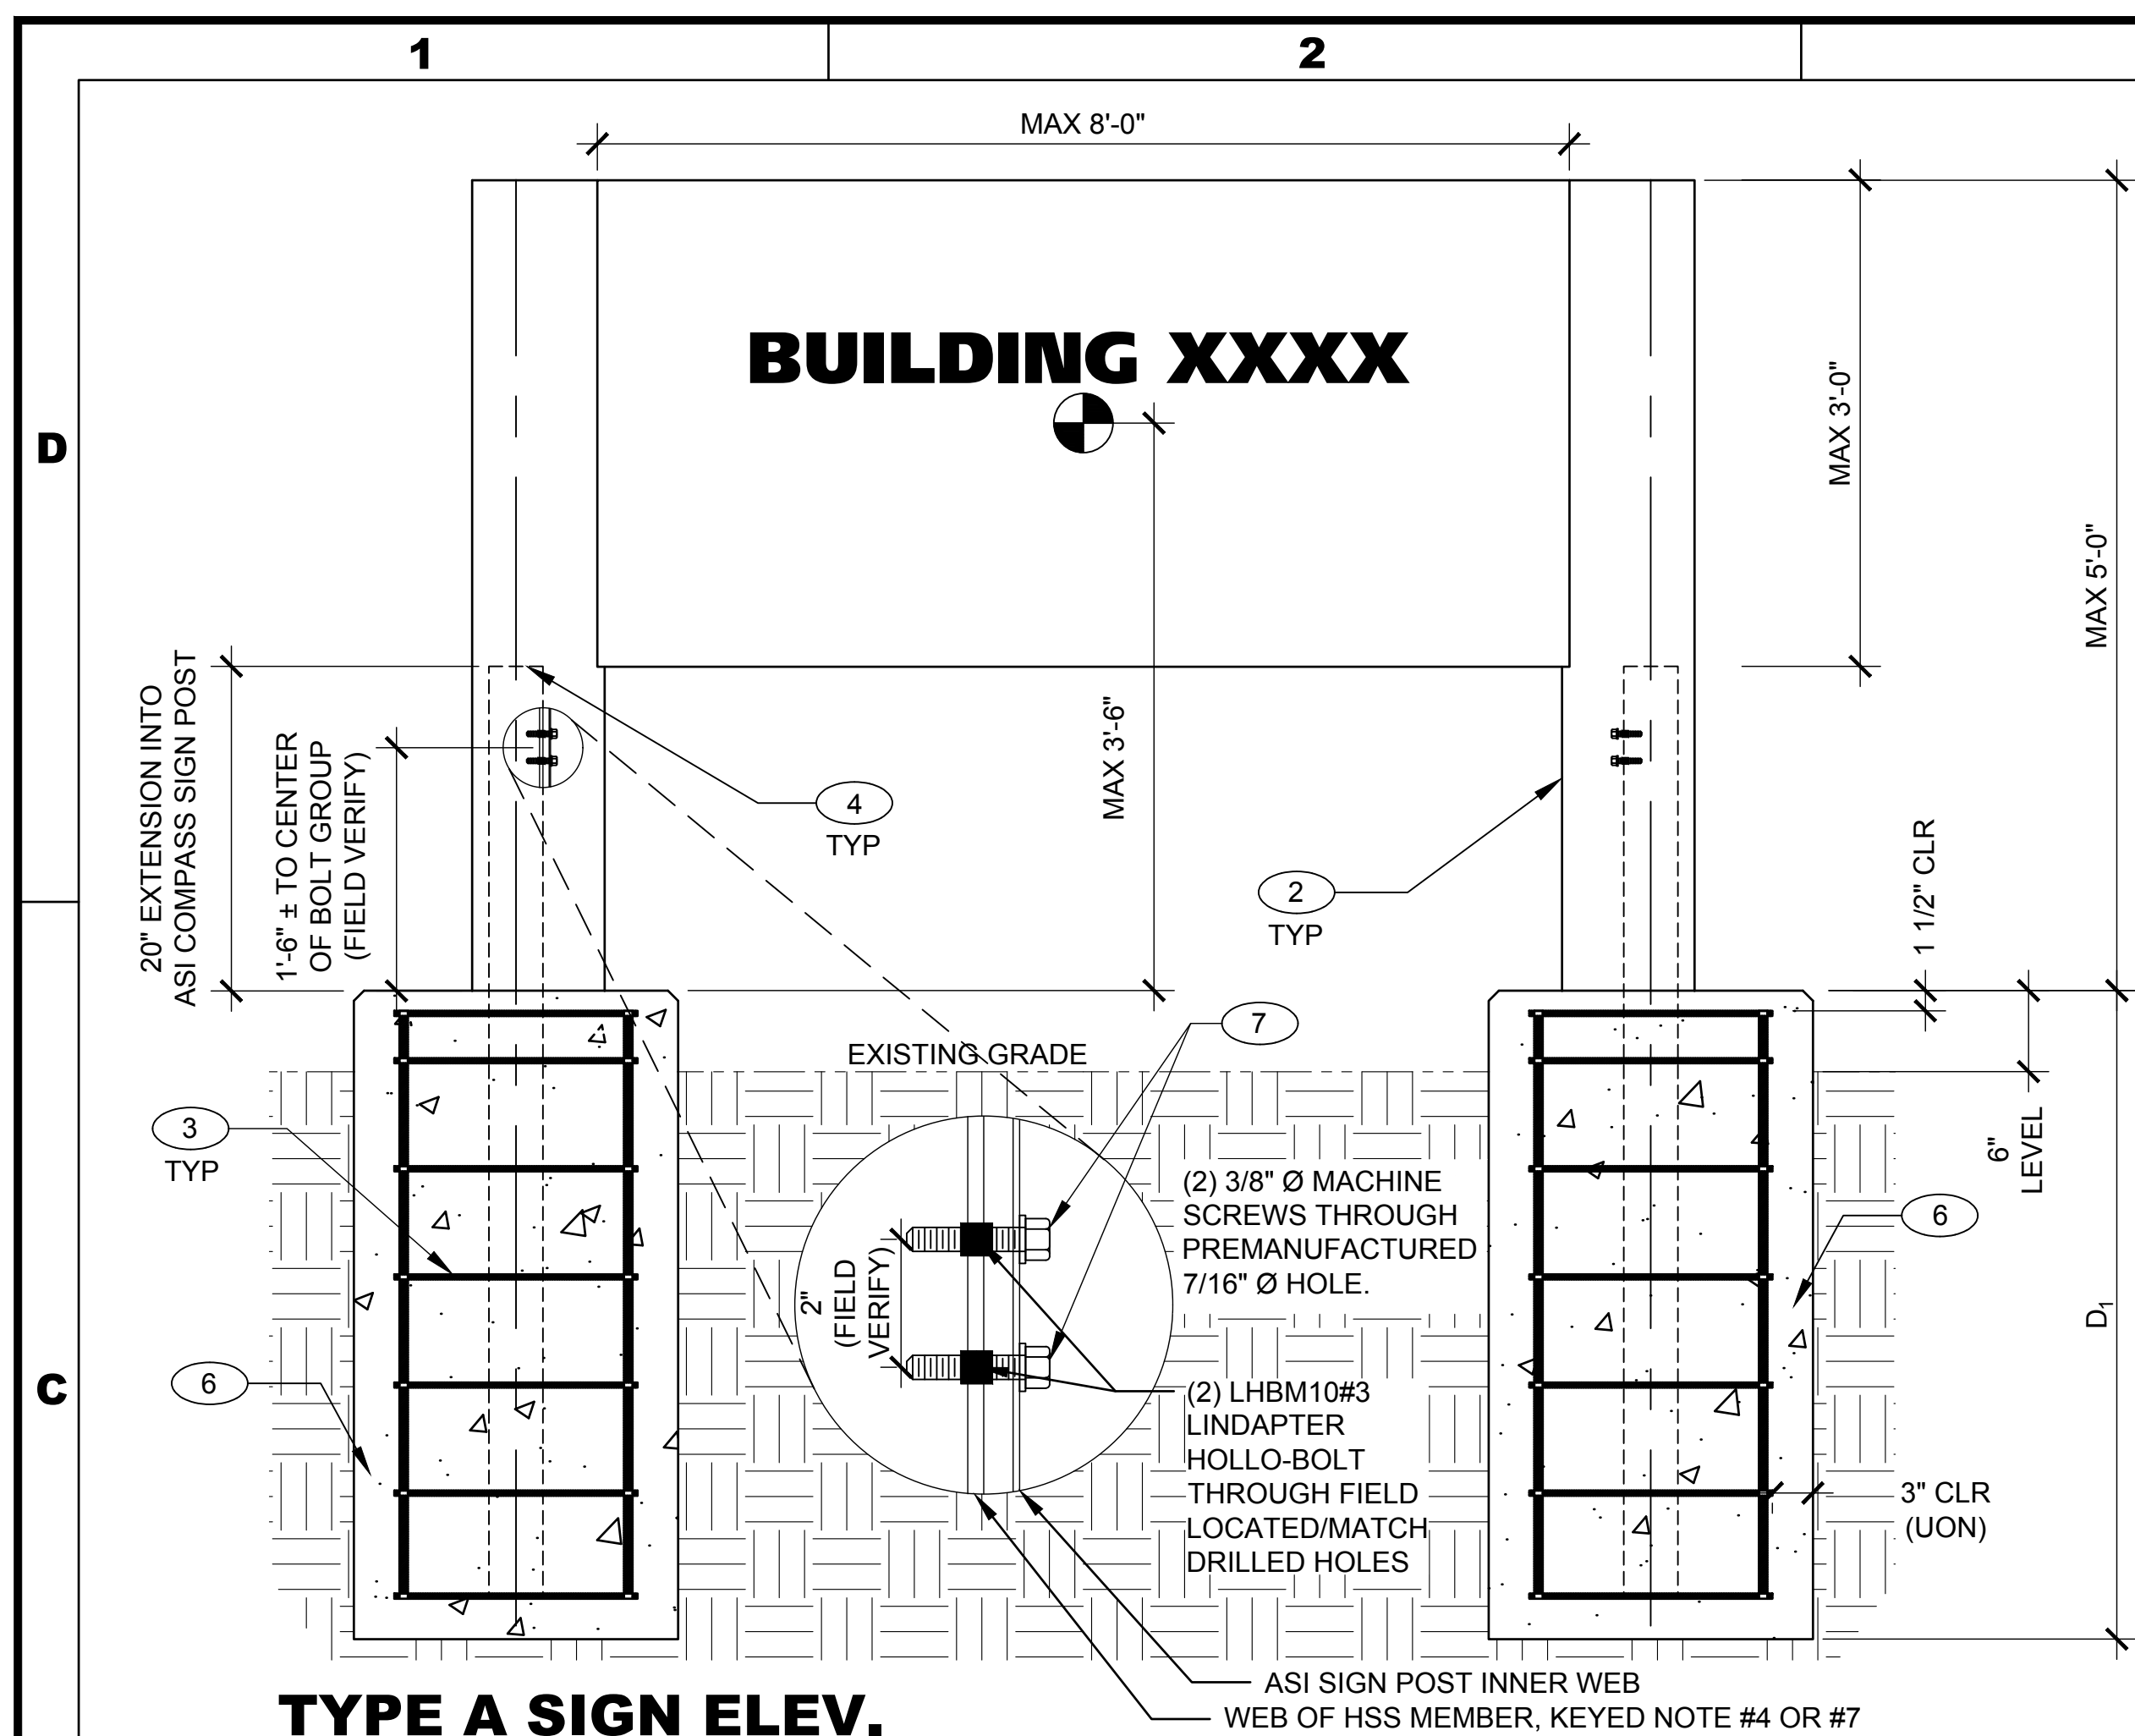 1
2
MAX 8'-0"
BUILDING XXXX
D
MAX 3'-0"
MAX 5'-0"
20" EXTENSION INTO
ASI COMPASS SIGN POST
1'-6" ± TO CENTER
OF BOLT GROUP
(FIELD VERIFY)
MAX 3'-6"
4
TYP
2
TYP
1 1/2" CLR
7
EXISTING GRADE
3
TYP
6"
LEVEL
(2) 3/8" Ø MACHINE
SCREWS THROUGH
PREMANUFACTURED
7/16" Ø HOLE.
6
2"
(FIELD
VERIFY)
D₁
C
6
(2) LHBM10#3
LINDAPTER
HOLLO-BOLT
THROUGH FIELD
LOCATED/MATCH
DRILLED HOLES
3" CLR
(UON)
ASI SIGN POST INNER WEB
WEB OF HSS MEMBER, KEYED NOTE #4 OR #7
TYPE A SIGN ELEV.